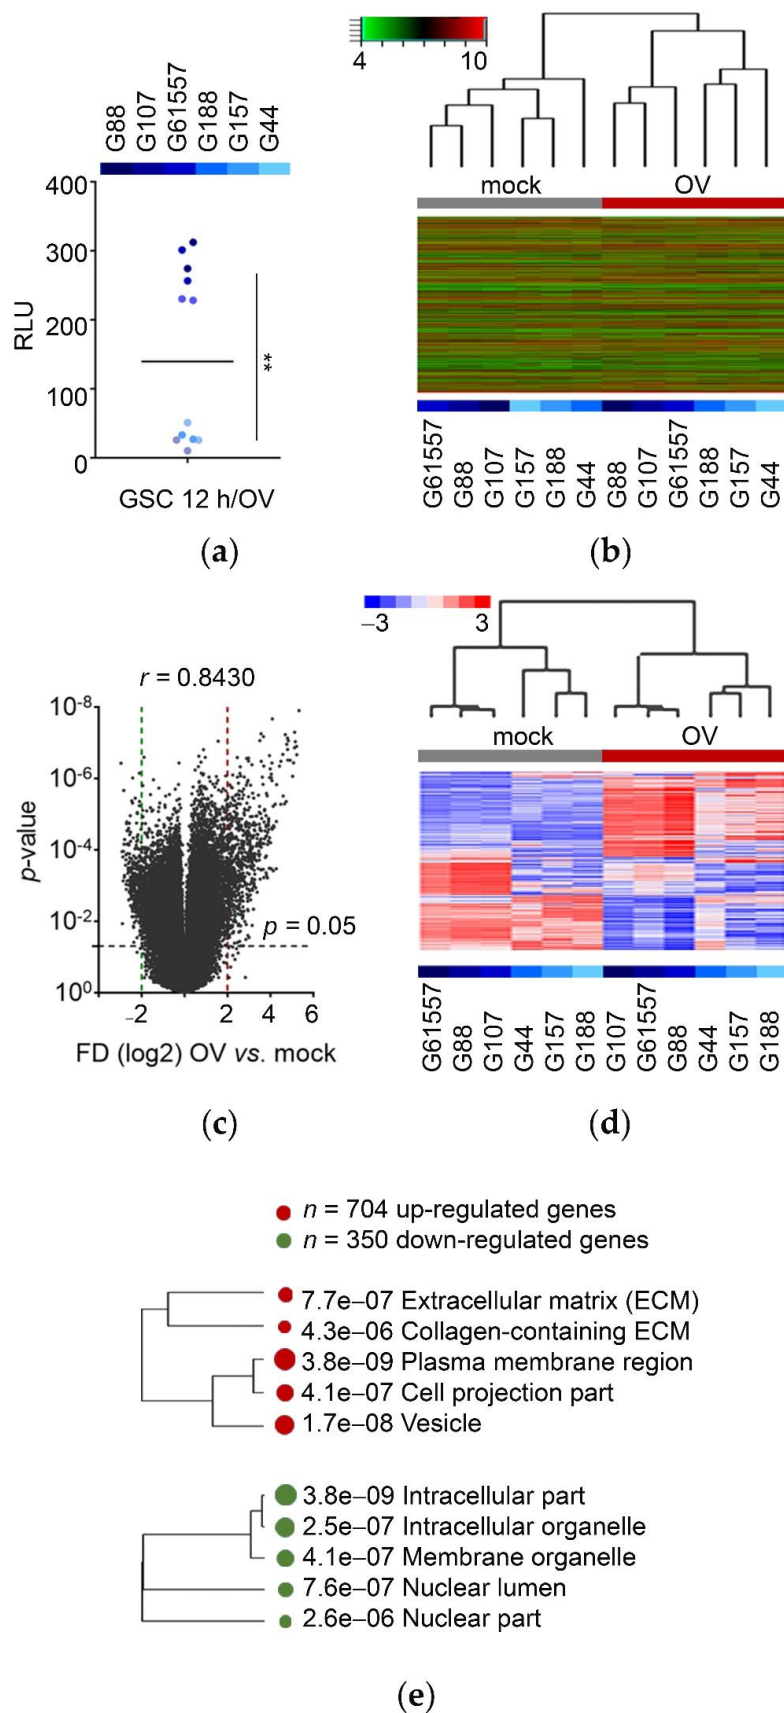 G88
G107
G61557
G188
G157
G44
400
300
200
100
0
RLU
**
GSC 12 h/OV
(a)
4 10
mock OV
G61557
G88
G107
G157
G188
G44
G88
G107
G61557
G188
G157
G44
(b)
r = 0.8430
10-8
10-6
10-4
10-2
100
p-value
p = 0.05
−2 2 4 6
FD (log2) OV vs. mock
(c)
−3 3
mock OV
G61557
G88
G107
G44
G157
G188
G107
G61557
G88
G44
G157
G188
(d)
n = 704 up-regulated genes
n = 350 down-regulated genes
7.7e−07 Extracellular matrix (ECM)
4.3e−06 Collagen-containing ECM
3.8e−09 Plasma membrane region
4.1e−07 Cell projection part
1.7e−08 Vesicle
3.8e−09 Intracellular part
2.5e−07 Intracellular organelle
4.1e−07 Membrane organelle
7.6e−07 Nuclear lumen
2.6e−06 Nuclear part
(e)